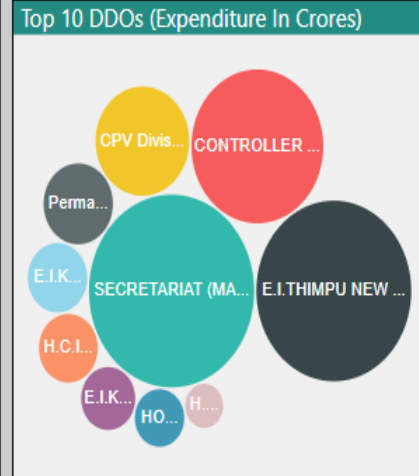 Top 10 DDOs (Expenditure In Crores)
CPV Divis...
CONTROLLER ...
Perma...
SECRETARIAT (MA...
E.I.THIMPU NEW ...
E.I.K...
H.C.I...
E.I.K...
HO...
H....